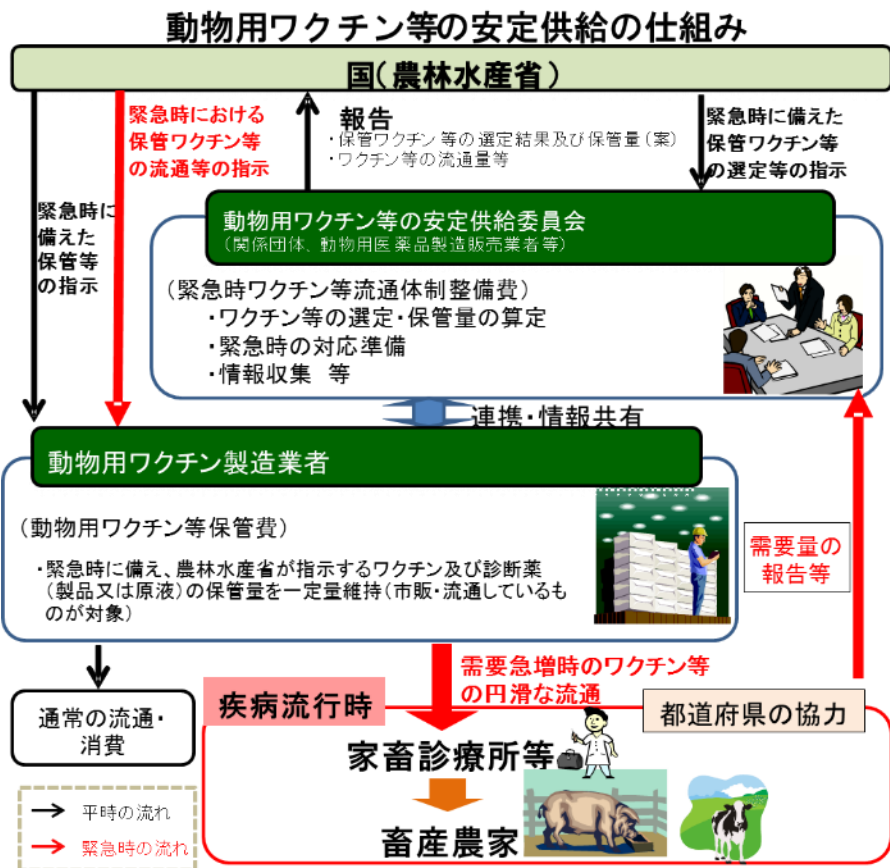 動物用ワクチン等の安定供給の仕組み
国(農林水産省)
緊急時における
保管ワクチン等
の流通等の指示
報告
・保管ワクチン等の選定結果及び保管量(案)
・ワクチン等の流通量等
緊急時に備えた
保管ワクチン等
の選定等の指示
緊急時に
備えた
保管等
の指示
動物用ワクチン等の安定供給委員会
(関係団体、動物用医薬品製造販売業者等)
(緊急時ワクチン等流通体制整備費)
・ワクチン等の選定・保管量の算定
・緊急時の対応準備
・情報収集 等
連携・情報共有
動物用ワクチン製造業者
(動物用ワクチン等保管費)
・緊急時に備え、農林水産省が指示するワクチン及び診断薬
(製品又は原液)の保管量を一定量維持(市販・流通しているも
のが対象)
需要量の
報告等
需要急増時のワクチン等
の円滑な流通
通常の流通・
消費
疾病流行時
都道府県の協力
家畜診療所等
畜産農家
平時の流れ
緊急時の流れ